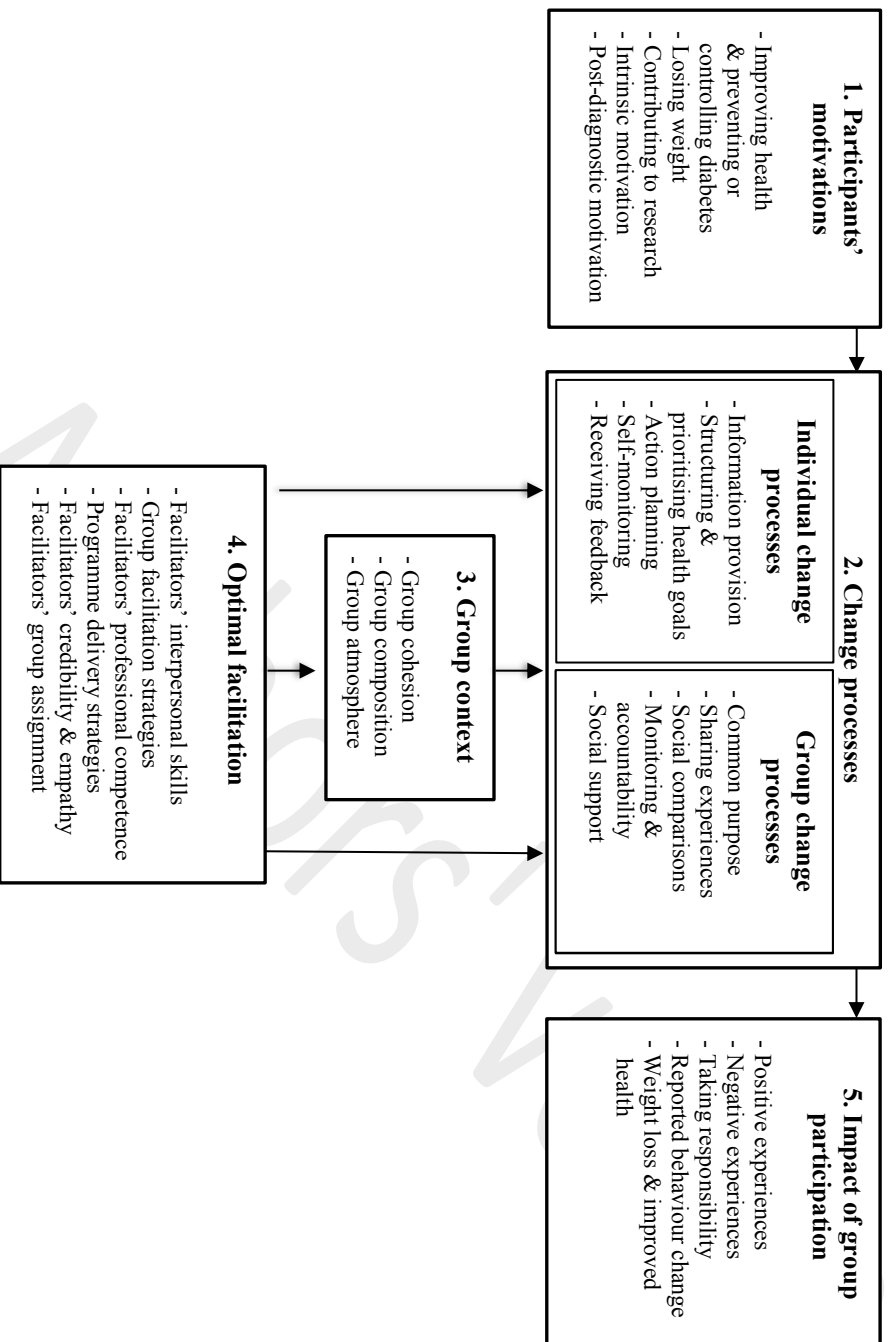 1. Participants’
motivations
- Improving health
& preventing or
controlling diabetes
- Losing weight
- Contributing to research
- Intrinsic motivation
- Post-diagnostic motivation
2. Change processes
Individual change
processes
- Information provision
- Structuring &
prioritising health goals
- Action planning
- Self-monitoring
- Receiving feedback
Group change
processes
- Common purpose
- Sharing experiences
- Social comparisons
- Monitoring &
accountability
- Social support
3. Group context
- Group cohesion
- Group composition
- Group atmosphere
4. Optimal facilitation
- Facilitators’ interpersonal skills
- Group facilitation strategies
- Facilitators’ professional competence
- Programme delivery strategies
- Facilitators’ credibility & empathy
- Facilitators’ group assignment
5. Impact of group
participation
- Positive experiences
- Negative experiences
- Taking responsibility
- Reported behaviour change
- Weight loss & improved
health